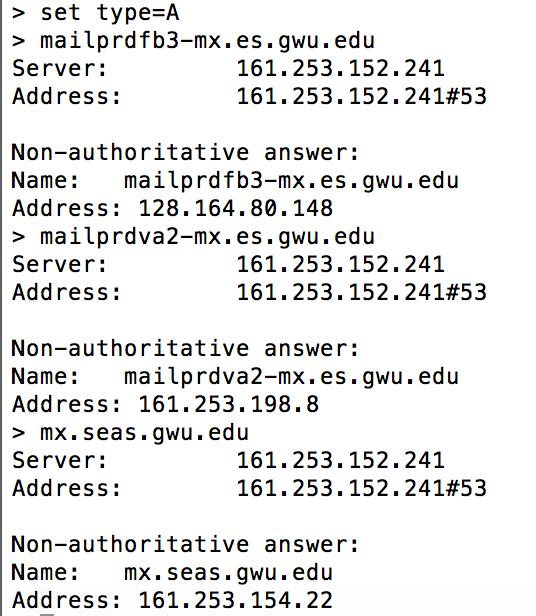 > set type=A
> mailprdfb3-mx.es.gwu.edu
Server: 161.253.152.241
Address: 161.253.152.241#53
Non-authoritative answer:
Name: mailprdfb3-mx.es.gwu.edu
Address: 128.164.80.148
> mailprdva2-mx.es.gwu.edu
Server: 161.253.152.241
Address: 161.253.152.241#53
Non-authoritative answer:
Name: mailprdva2-mx.es.gwu.edu
Address: 161.253.198.8
> mx.seas.gwu.edu
Server: 161.253.152.241
Address: 161.253.152.241#53
Non-authoritative answer:
Name: mx.seas.gwu.edu
Address: 161.253.154.22